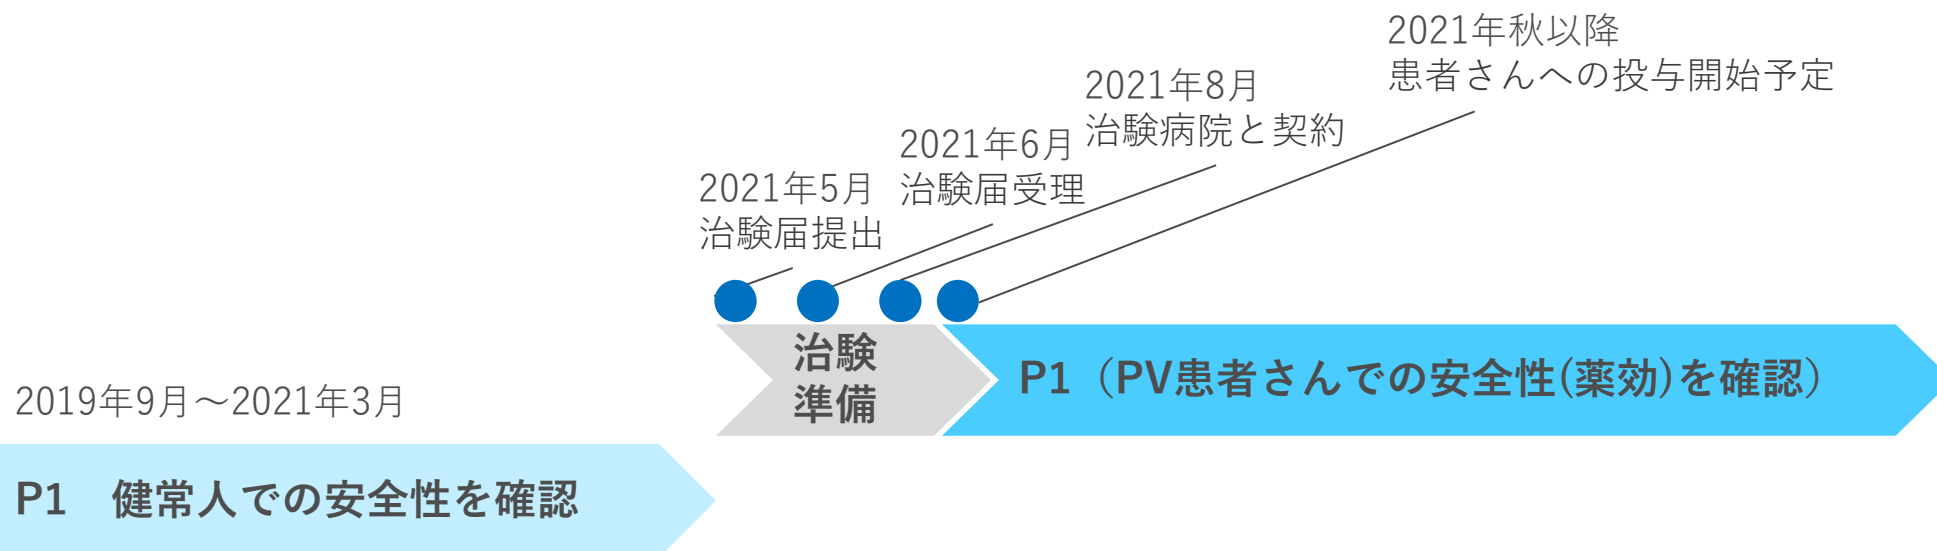 2021年秋以降
患者さんへの投与開始予定
2021年8月
治験病院と契約
2021年6月
治験届受理
2021年5月
治験届提出
治験
準備
P1（PV患者さんでの安全性(薬効)を確認）
2019年9月～2021年3月
P1　健常人での安全性を確認